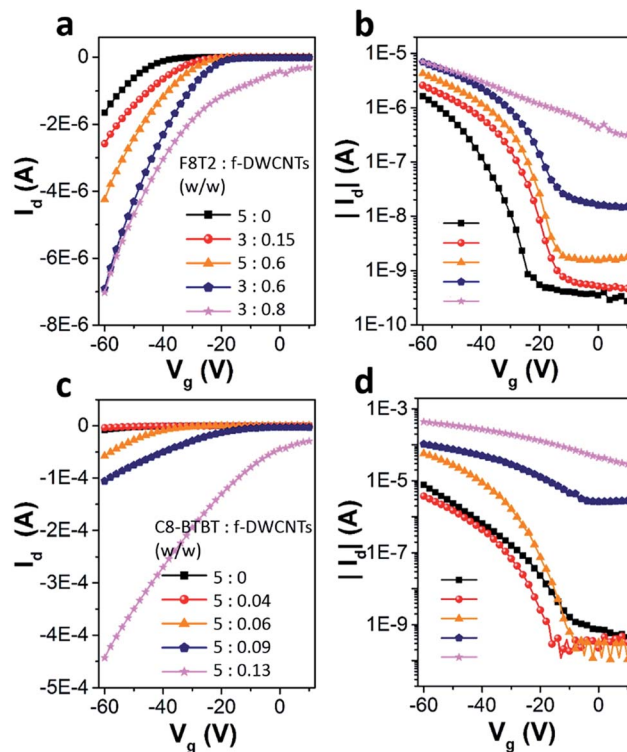 a
0
-2E-6
-4E-6
-6E-6
-8E-6
I_d (A)
F8T2 : f-DWCNTs
(w/w)
5 : 0
3 : 0.15
5 : 0.6
3 : 0.6
3 : 0.8
-60 -40 -20 0
V_g (V)
b
1E-5
1E-6
1E-7
1E-8
1E-9
1E-10
| I_d | (A)
-60 -40 -20 0
V_g (V)
c
0
-1E-4
-2E-4
-3E-4
-4E-4
-5E-4
I_d (A)
C8-BTBT : f-DWCNTs
(w/w)
5 : 0
5 : 0.04
5 : 0.06
5 : 0.09
5 : 0.13
-60 -40 -20 0
V_g (V)
d
1E-3
1E-5
1E-7
1E-9
| I_d | (A)
-60 -40 -20 0
V_g (V)